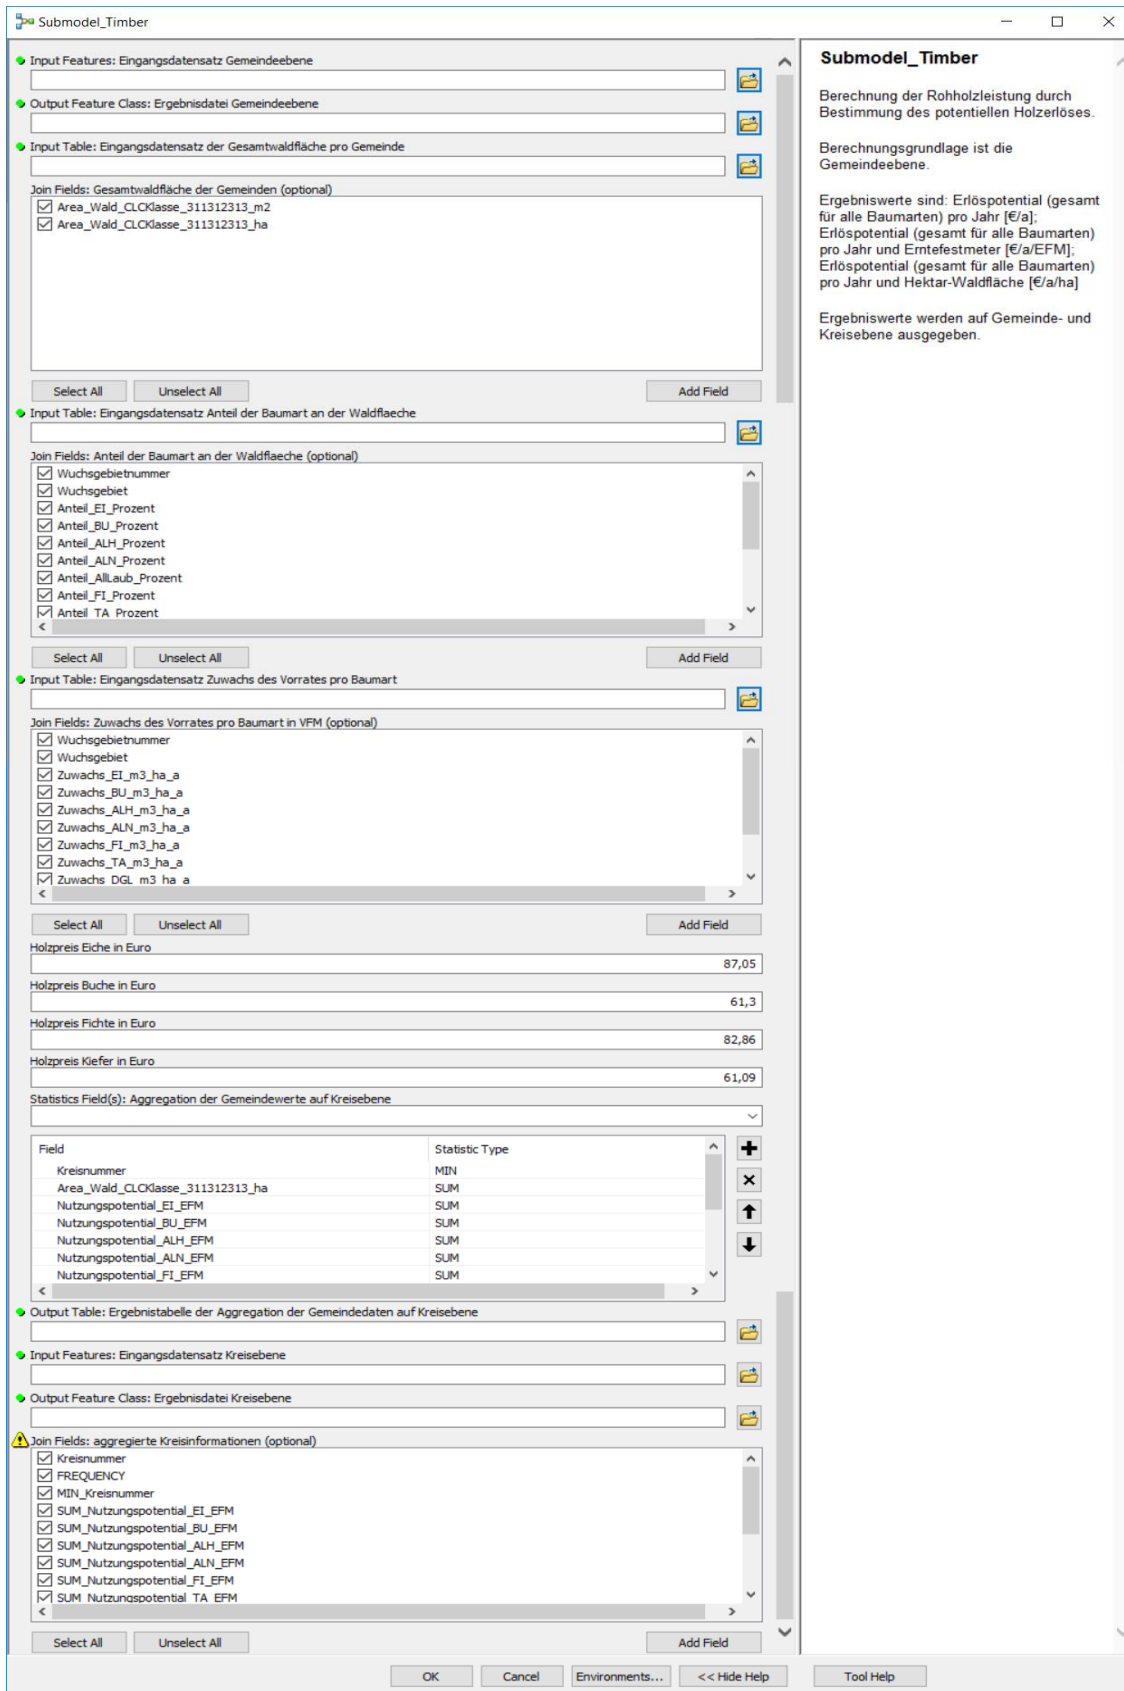 Submodel_Timber
Input Features: Eingangsdatensatz Gemeindeebene
Output Feature Class: Ergebnisdatei Gemeindeebene
Input Table: Eingangsdatensatz der Gesamtwaldfläche pro Gemeinde
Join Fields: Gesamtwaldfläche der Gemeinden (optional)
Area_Wald_CLCKlasse_311312313_m2
Area_Wald_CLCKlasse_311312313_ha
Select All
Unselect All
Add Field
Input Table: Eingangsdatensatz Anteil der Baumart an der Waldflaeche
Join Fields: Anteil der Baumart an der Waldflaeche (optional)
Wuchsgebietnummer
Wuchsgebiet
Anteil_EI_Prozent
Anteil_BU_Prozent
Anteil_ALH_Prozent
Anteil_ALN_Prozent
Anteil_AllLaub_Prozent
Anteil_FI_Prozent
Anteil_TA_Prozent
Select All
Unselect All
Add Field
Input Table: Eingangsdatensatz Zuwachs des Vorrates pro Baumart
Join Fields: Zuwachs des Vorrates pro Baumart in VFM (optional)
Wuchsgebietnummer
Wuchsgebiet
Zuwachs_EI_m3_ha_a
Zuwachs_BU_m3_ha_a
Zuwachs_ALH_m3_ha_a
Zuwachs_ALN_m3_ha_a
Zuwachs_FI_m3_ha_a
Zuwachs_TA_m3_ha_a
Zuwachs_DGL_m3_ha_a
Select All
Unselect All
Add Field
Holzpreis Eiche in Euro
87,05
Holzpreis Buche in Euro
61,3
Holzpreis Fichte in Euro
82,86
Holzpreis Kiefer in Euro
61,09
Statistics Field(s): Aggregation der Gemeindewerte auf Kreisebene
Field Statistic Type
Kreisnummer MIN
Area_Wald_CLCKlasse_311312313_ha SUM
Nutzungspotential_EI_EFM SUM
Nutzungspotential_BU_EFM SUM
Nutzungspotential_ALH_EFM SUM
Nutzungspotential_ALN_EFM SUM
Nutzungspotential_FI_EFM SUM
Output Table: Ergebnistabelle der Aggregation der Gemeindedaten auf Kreisebene
Input Features: Eingangsdatensatz Kreisebene
Output Feature Class: Ergebnisdatei Kreisebene
Join Fields: aggregierte Kreisinformationen (optional)
Kreisnummer
FREQUENCY
MIN_Kreisnummer
SUM_Nutzungspotential_EI_EFM
SUM_Nutzungspotential_BU_EFM
SUM_Nutzungspotential_ALH_EFM
SUM_Nutzungspotential_ALN_EFM
SUM_Nutzungspotential_FI_EFM
SUM_Nutzungspotential_TA_EFM
Select All
Unselect All
Add Field
Submodel_Timber
Berechnung der Rohholzleistung durch
Bestimmung des potentiellen Holzerlöses.
Berechnungsgrundlage ist die
Gemeindeebene.
Ergebniswerte sind: Erlöspotential (gesamt
für alle Baumarten) pro Jahr [€/a];
Erlöspotential (gesamt für alle Baumarten)
pro Jahr und Erntefestmeter [€/a/EFM];
Erlöspotential (gesamt für alle Baumarten)
pro Jahr und Hektar-Waldfläche [€/a/ha]
Ergebniswerte werden auf Gemeinde- und
Kreisebene ausgegeben.
OK
Cancel
Environments...
<< Hide Help
Tool Help